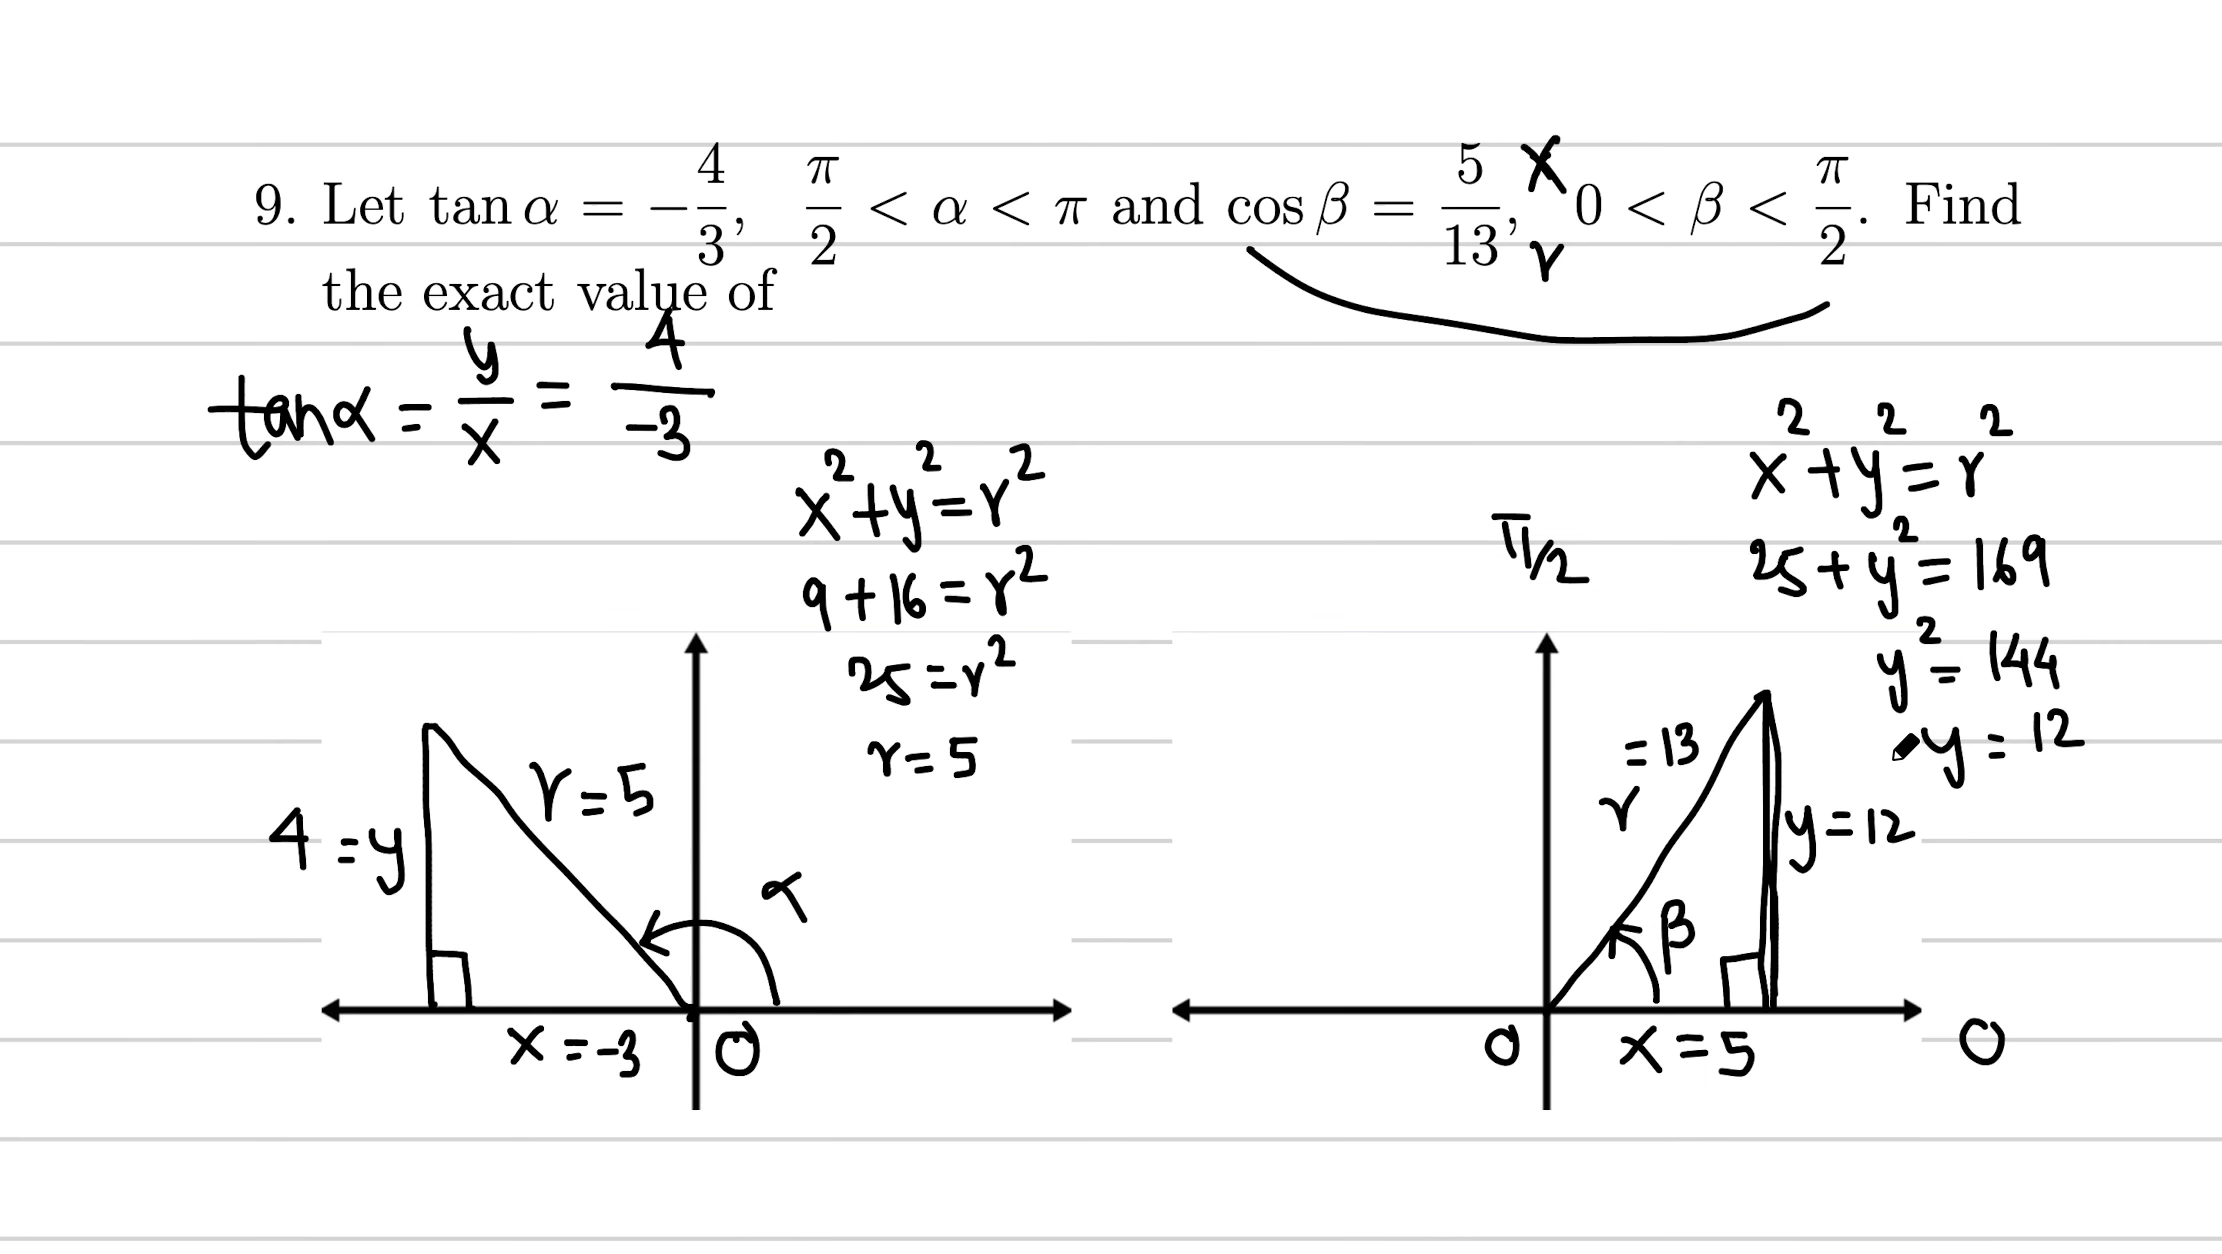 9. Let tan α = −4/3, π/2 < α < π and cos β = 5/13, x/r 0 < β < π/2. Find
the exact value of
tanα = y/x = 4/-3
x² + y² = r²
9 + 16 = r²
25 = r²
r = 5
π/2
x² + y² = r²
25 + y² = 169
y² = 144
y = 12
4 = y
r = 5
α
x = -3
0
= 13
r
y = 12
β
0
x = 5
0